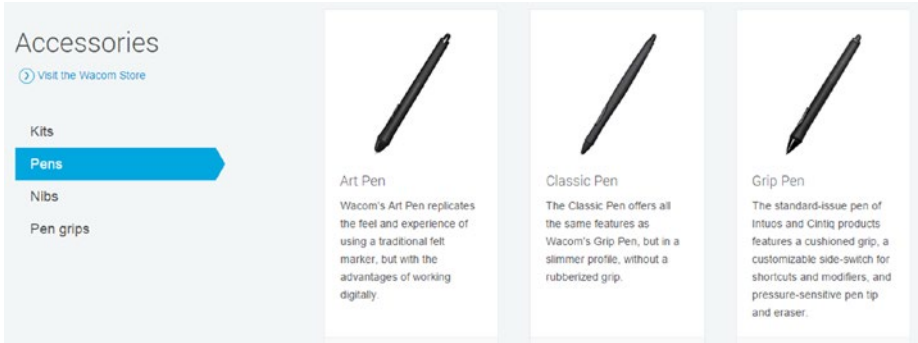 Accessories
Visit the Wacom Store
Kits
Pens
Nibs
Pen grips
Art Pen
Wacom's Art Pen replicates
the feel and experience of
using a traditional felt
marker, but with the
advantages of working
digitally.
Classic Pen
The Classic Pen offers all
the same features as
Wacom's Grip Pen, but in a
slimmer profile, without a
rubberized grip.
Grip Pen
The standard-issue pen of
Intuos and Cintiq products
features a cushioned grip, a
customizable side-switch for
shortcuts and modifiers, and
pressure-sensitive pen tip
and eraser.